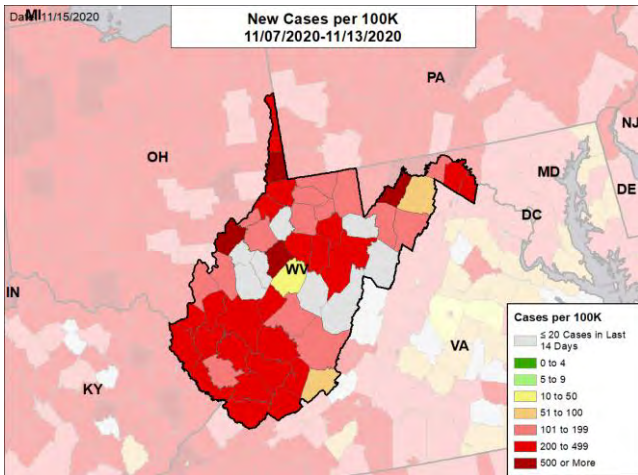 MI
Date: 11/15/2020
New Cases per 100K
11/07/2020-11/13/2020
PA
NJ
OH
MD
DE
DC
WV
IN
VA
KY
Cases per 100K
≤ 20 Cases in Last
14 Days
0 to 4
5 to 9
10 to 50
51 to 100
101 to 199
200 to 499
500 or More